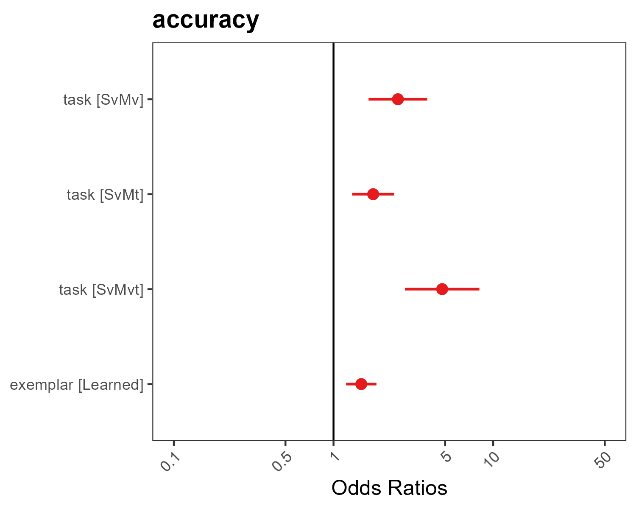 accuracy
task [SvMv]
task [SvMt]
task [SvMvt]
exemplar [Learned]
0.1 0.5 1 5 10 50
Odds Ratios